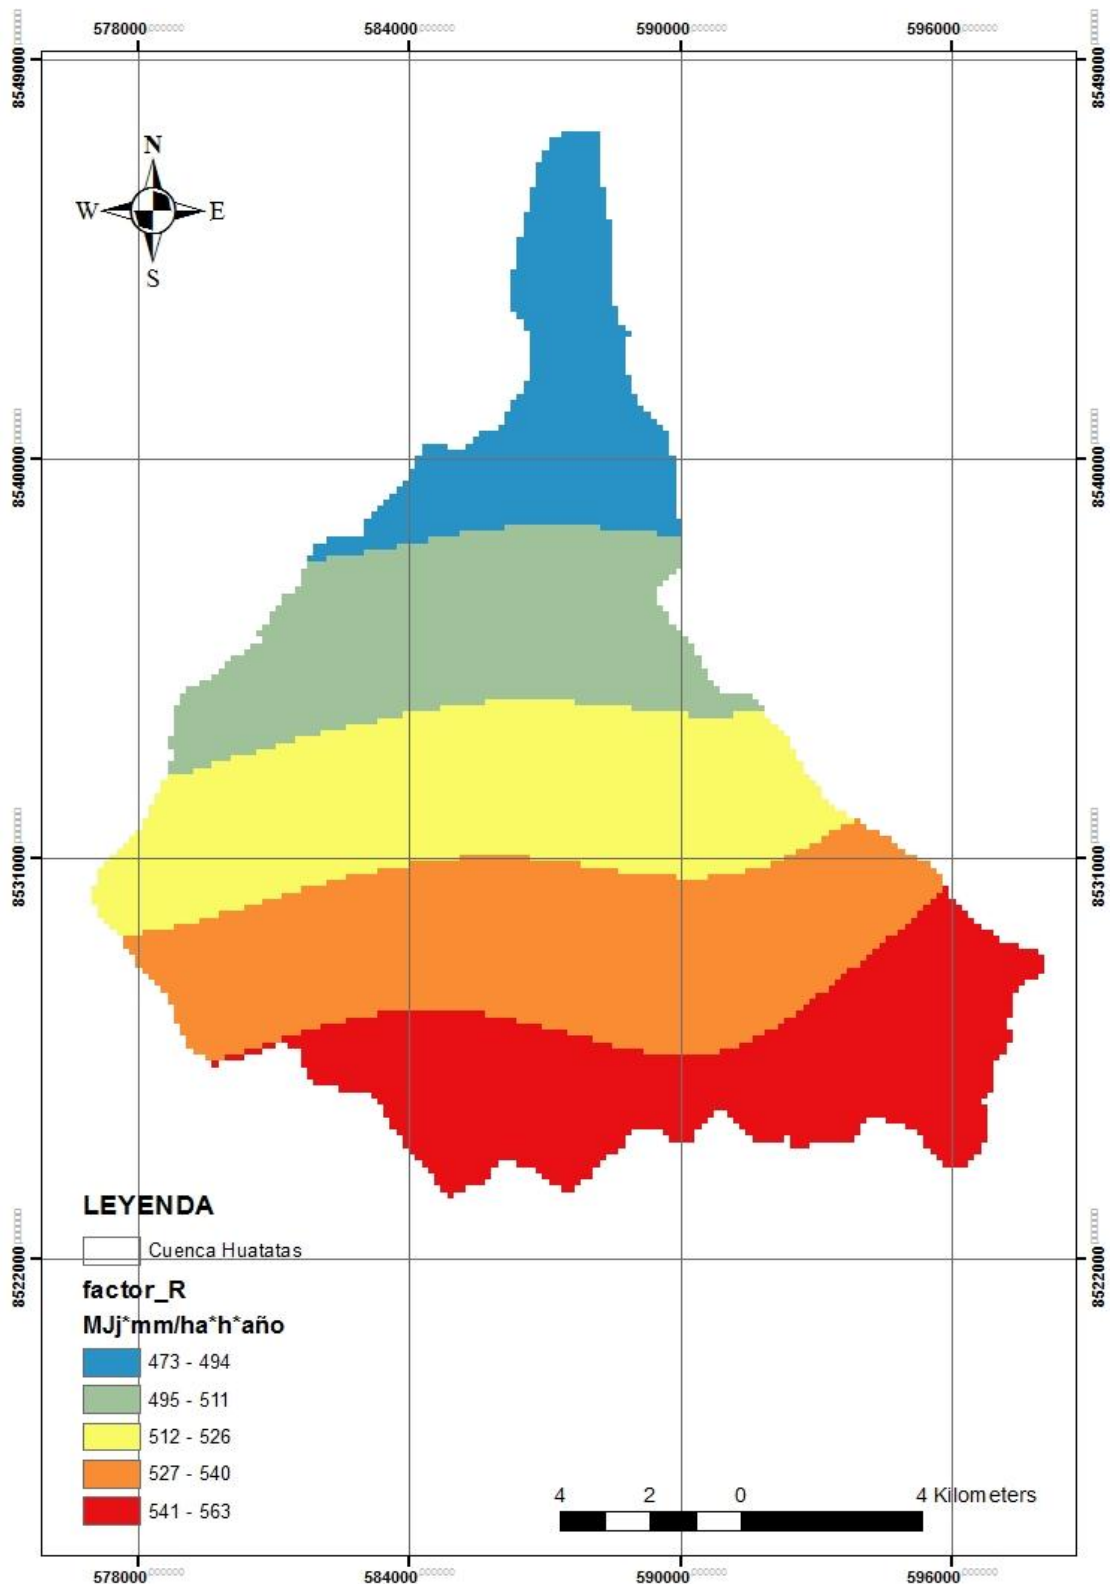 578000 584000 590000 596000
8549000 8549000
N
W E
S
8540000 8540000
8531000 8531000
LEYENDA
Cuenca Huatatas
8522000 8522000
factor_R
MJj*mm/ha*h*año
473 - 494
495 - 511
512 - 526
527 - 540
541 - 563
4 2 0 4 Kilometers
578000 584000 590000 596000